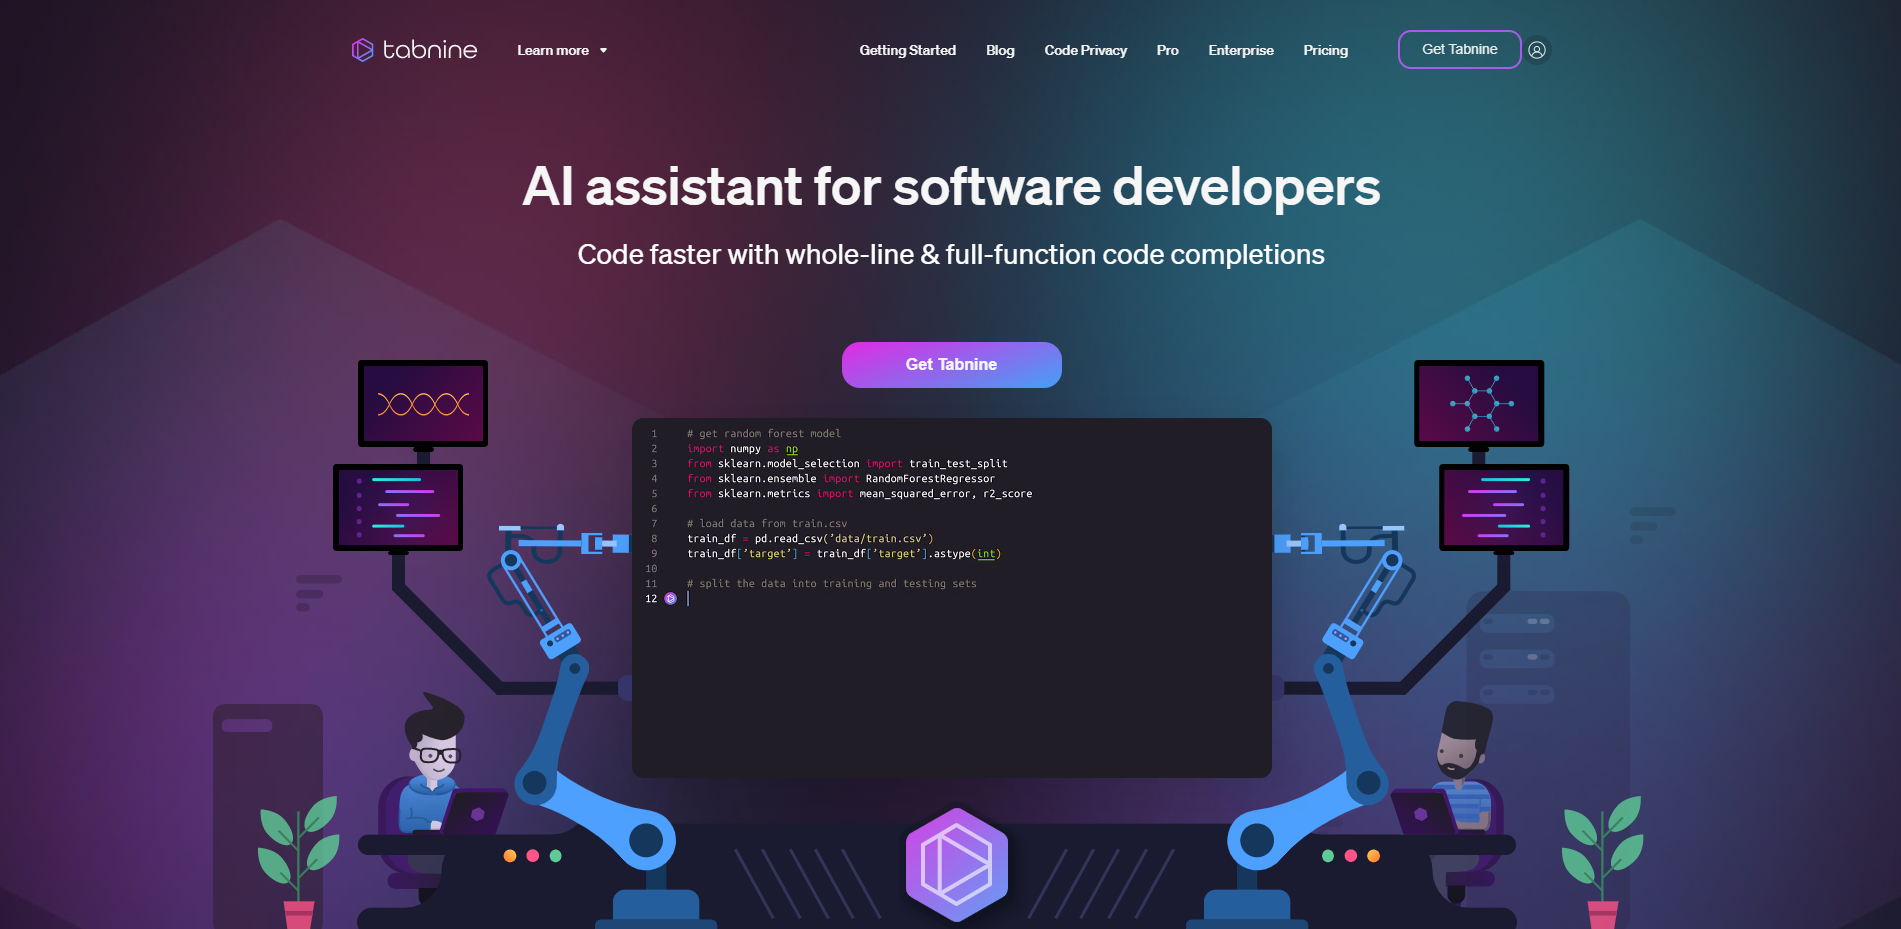 tabnine
Learn more
Getting Started
Blog
Code Privacy
Pro
Enterprise
Pricing
Get Tabnine
AI assistant for software developers
Code faster with whole-line & full-function code completions
Get Tabnine
1 # get random forest model
2 import numpy as np
3 from sklearn.model_selection import train_test_split
4 from sklearn.ensemble import RandomForestRegressor
5 from sklearn.metrics import mean_squared_error, r2_score
6
7 # load data from train.csv
8 train_df = pd.read_csv(’data/train.csv’)
9 train_df[’target’] = train_df[’target’].astype(int)
10
11 # split the data into training and testing sets
12